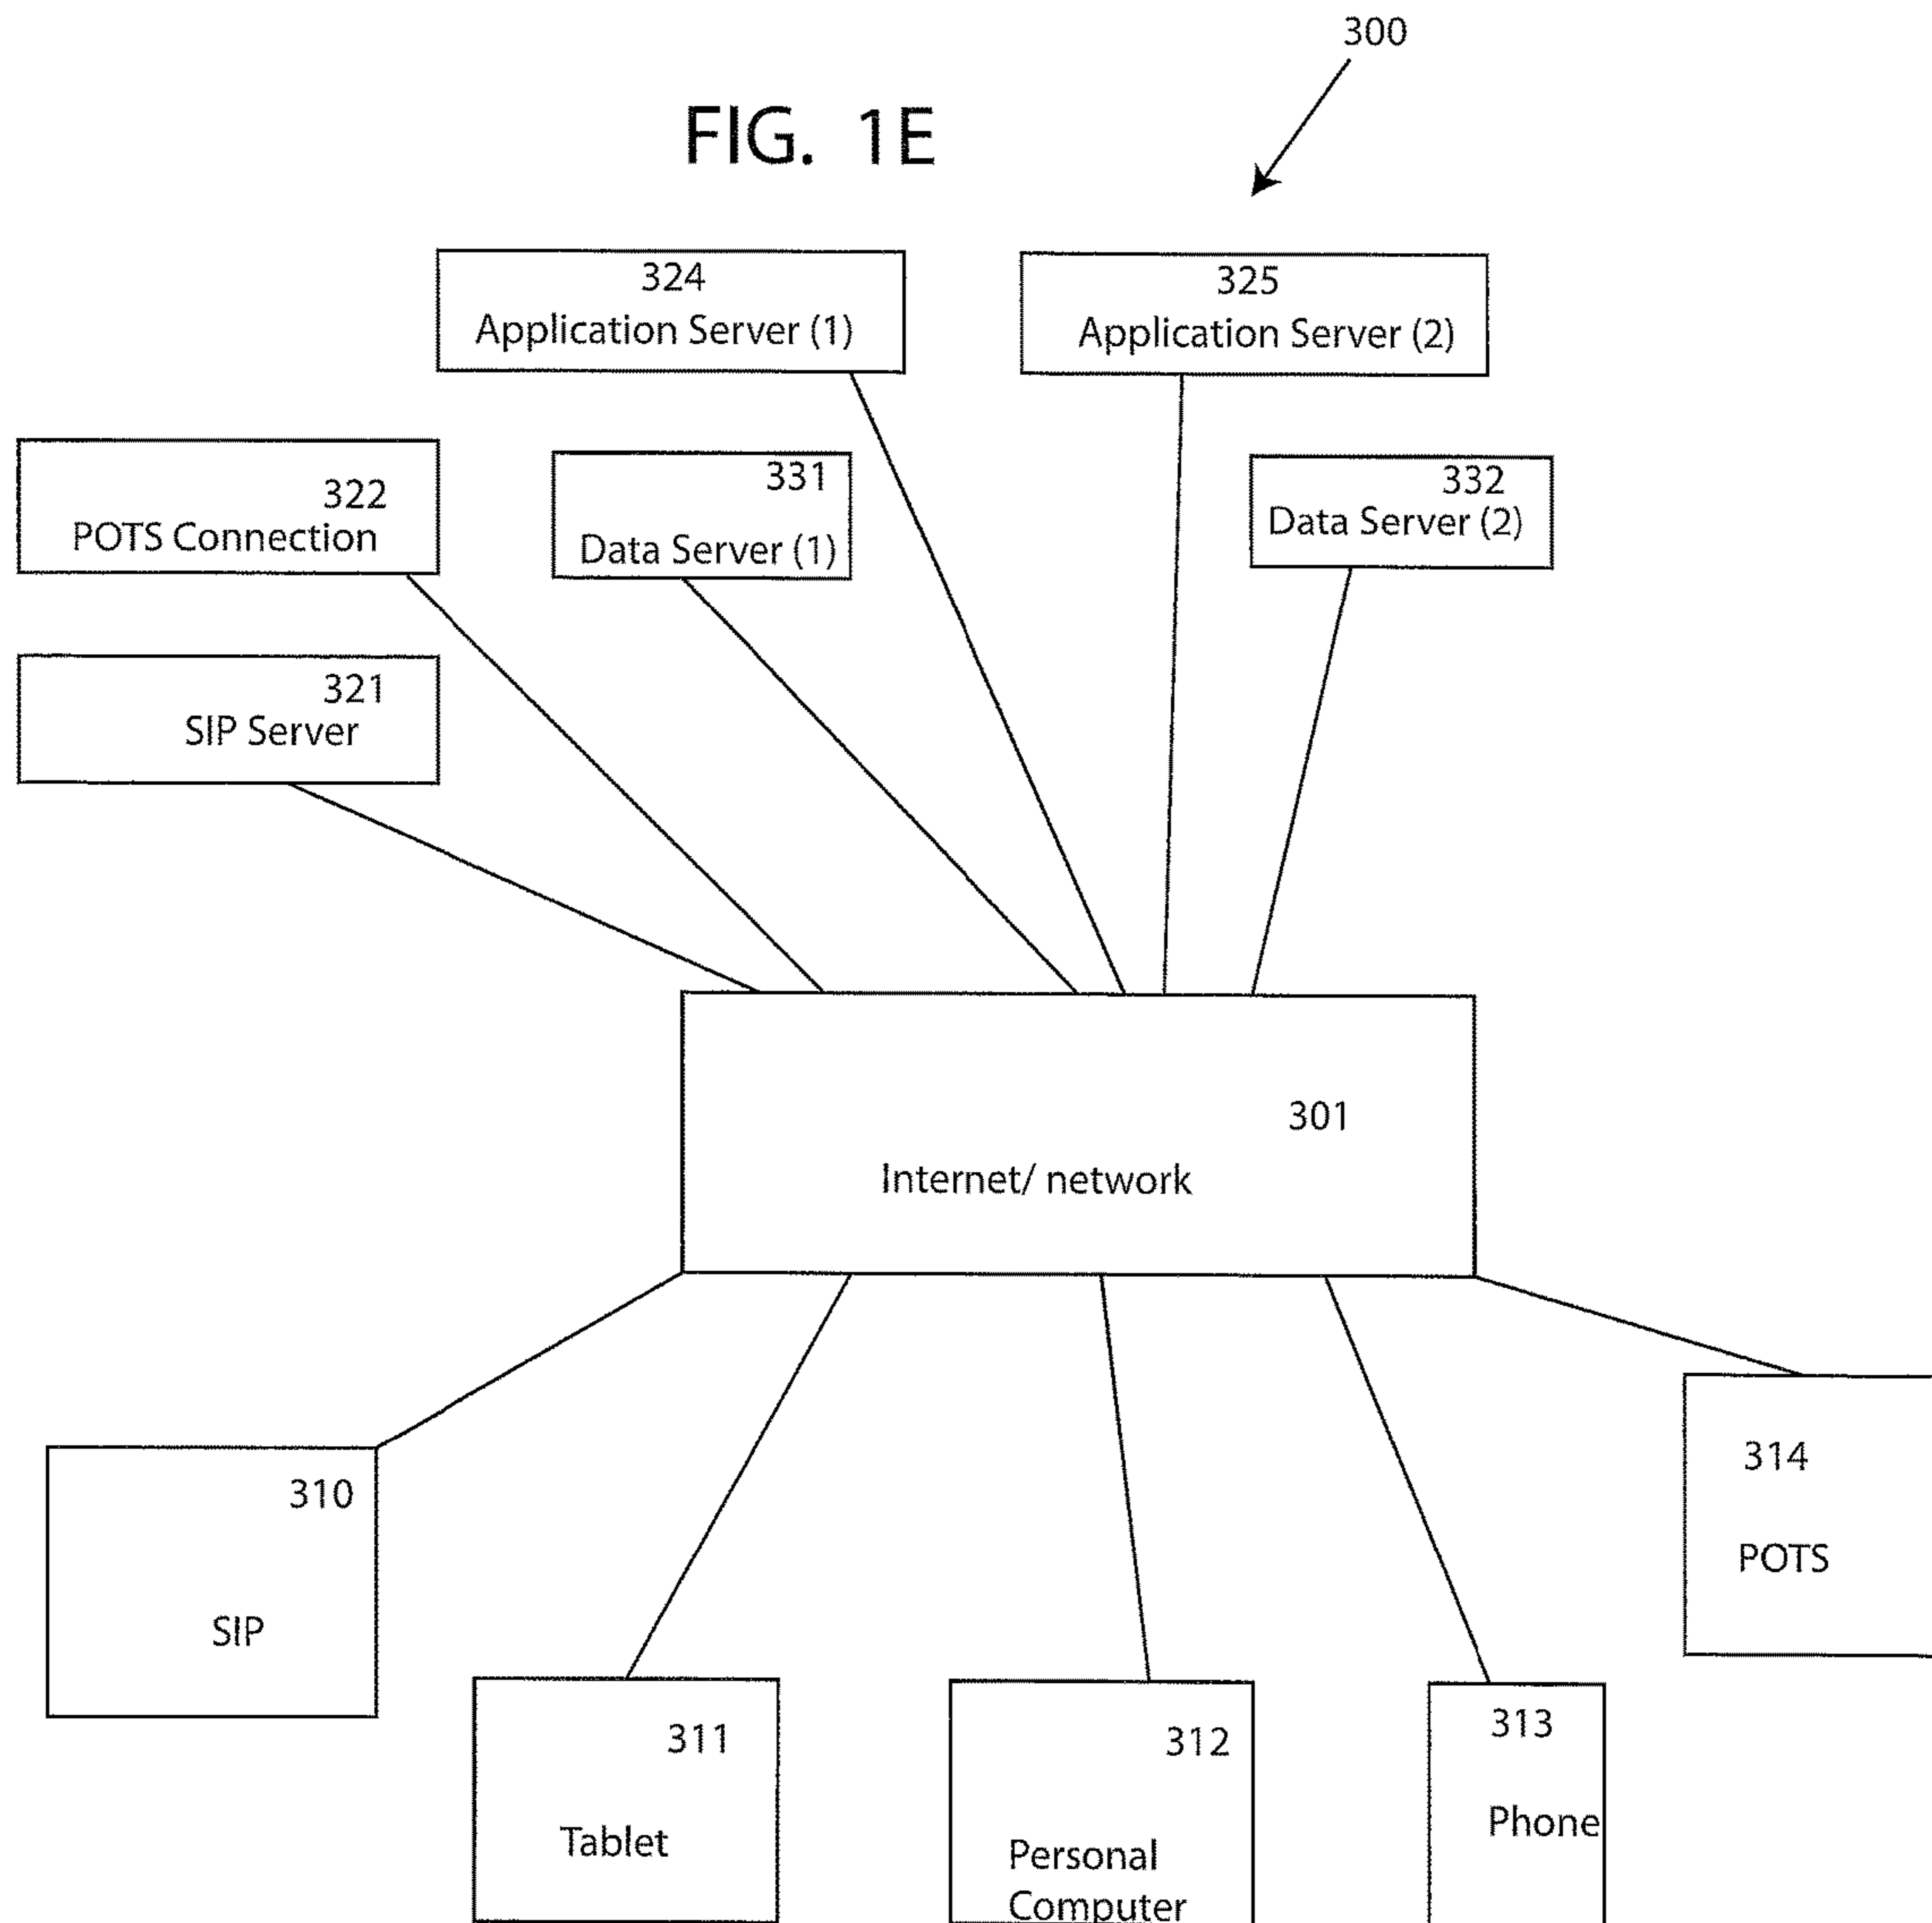 300
FIG. 1E
324
Application Server (1)
325
Application Server (2)
322
POTS Connection
331
Data Server (1)
332
Data Server (2)
321
SIP Server
301
Internet/ network
310
SIP
314
POTS
311
Tablet
312
Personal
Computer
313
Phone